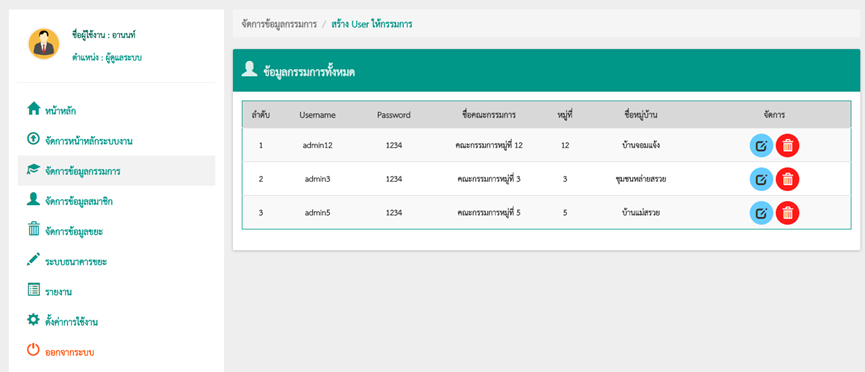 ชื่อผู้ใช้งาน : อานนท์
ตำแหน่ง : ผู้ดูแลระบบ
หน้าหลัก
จัดการหน้าหลักระบบงาน
จัดการข้อมูลกรรมการ
จัดการข้อมูลสมาชิก
จัดการข้อมูลขยะ
ระบบธนาคารขยะ
รายงาน
ตั้งค่าการใช้งาน
ออกจากระบบ
จัดการข้อมูลกรรมการ / สร้าง User ให้กรรมการ
ข้อมูลกรรมการทั้งหมด
ลำดับ Username Password ชื่อคณะกรรมการ หมู่ที่ ชื่อหมู่บ้าน จัดการ
1 admin12 1234 คณะกรรมการหมู่ที่ 12 12 บ้านจอมแจ้ง
2 admin3 1234 คณะกรรมการหมู่ที่ 3 3 ชุมชนหล่ายสรวย
3 admin5 1234 คณะกรรมการหมู่ที่ 5 5 บ้านแม่สรวย